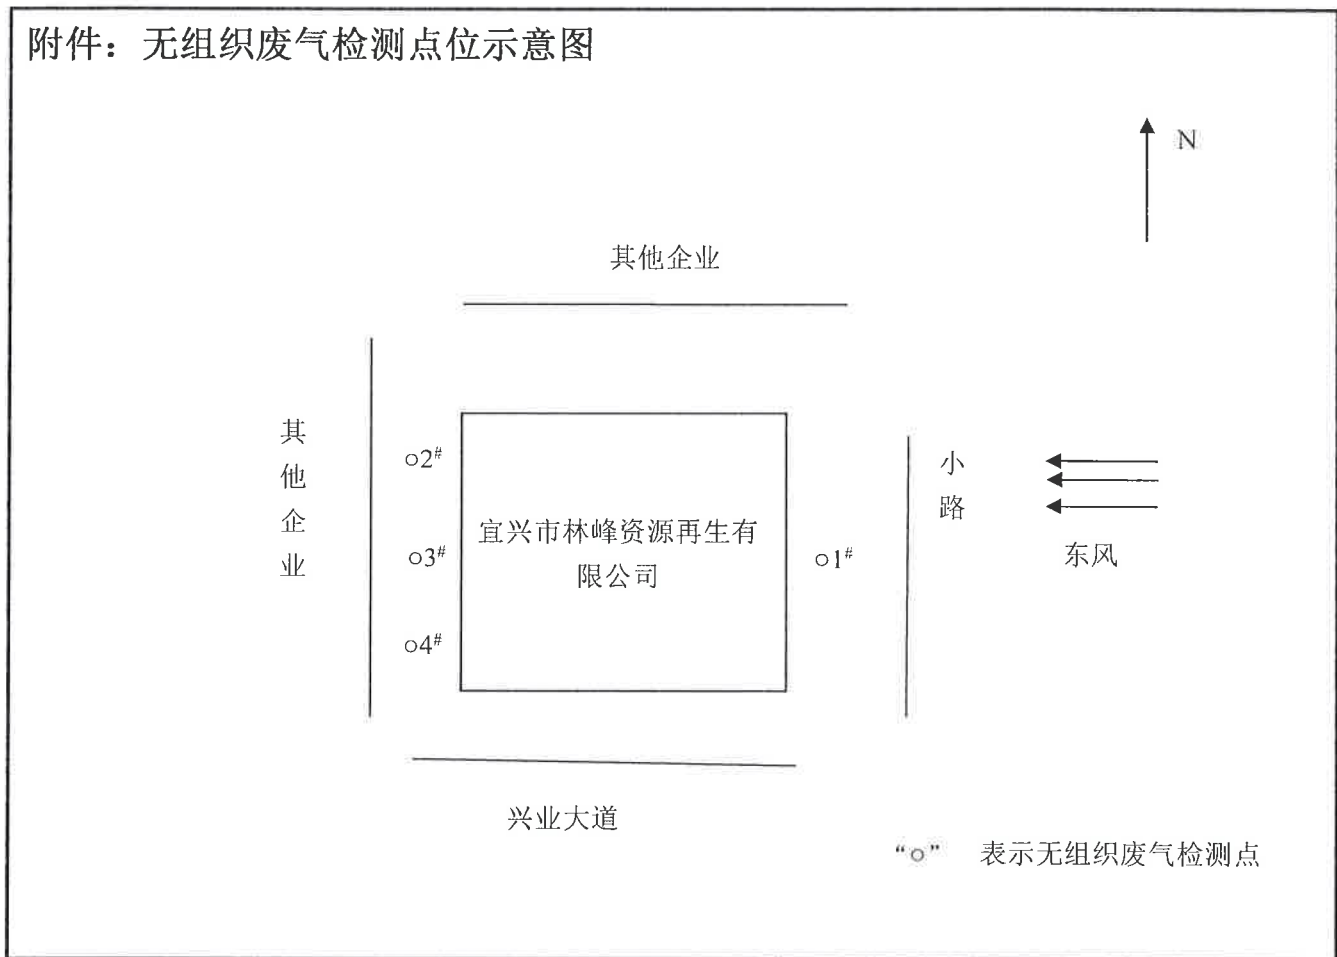 附件：无组织废气检测点位示意图
N
其他企业
其他企业
○2#
○3#
○4#
宜兴市林峰资源再生有
限公司
○1#
小路
东风
兴业大道
“○” 表示无组织废气检测点